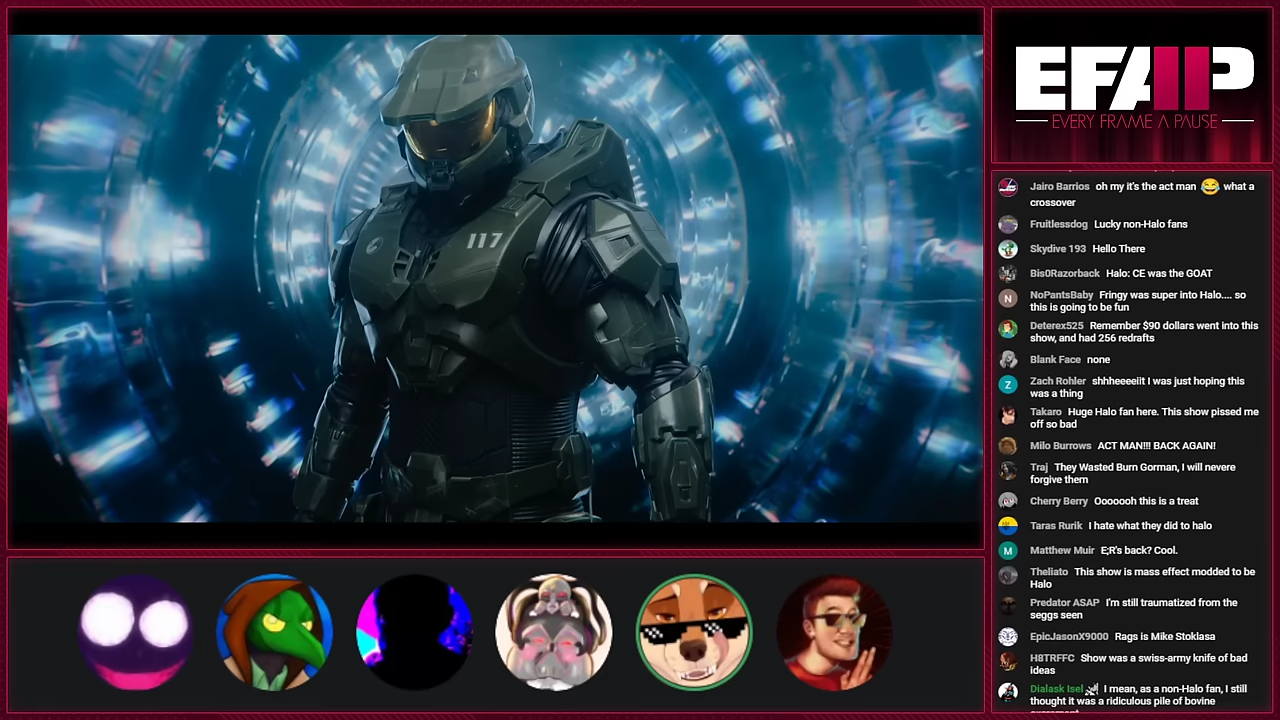 117
EFAP
EVERY FRAME A PAUSE
Jairo Barrios oh my it's the act man 😂 what a
crossover
Fruitlessdog Lucky non-Halo fans
Skydive 193 Hello There
Bis0Razorback Halo: CE was the GOAT
N
NoPantsBaby Fringy was super into Halo.... so
this is going to be fun
Deterex525 Remember $90 dollars went into this
show, and had 256 redrafts
Blank Face none
Z
Zach Rohler shhheeeeiit I was just hoping this
was a thing
Takaro Huge Halo fan here. This show pissed me
off so bad
Milo Burrows ACT MAN!!! BACK AGAIN!
Traj They Wasted Burn Gorman, I will nevere
forgive them
Cherry Berry Ooooooh this is a treat
Taras Rurik I hate what they did to halo
M
Matthew Muir E;R's back? Cool.
Theliato This show is mass effect modded to be
Halo
Predator ASAP I'm still traumatized from the
seggs seen
EpicJasonX9000 Rags is Mike Stoklasa
H8TRFFC Show was a swiss-army knife of bad
ideas
Dialask Isel I mean, as a non-Halo fan, I still
thought it was a ridiculous pile of bovine